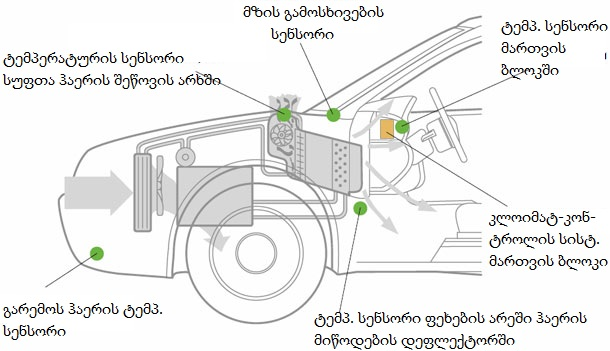 მზის გამოსხივების
სენსორი
ტემპ. სენსორი
მართვის
ბლოკში
ტემპერატურის სენსორი
სუფთა ჰაერის შეწოვის არხში
კლოიმატ-კონ-
ტროლის სისტ.
მართვის ბლოკი
გარემოს ჰაერის ტემპ.
სენსორი
ტემპ. სენსორი ფეხების არეში ჰაერის
მიწოდების დეფლექტორში